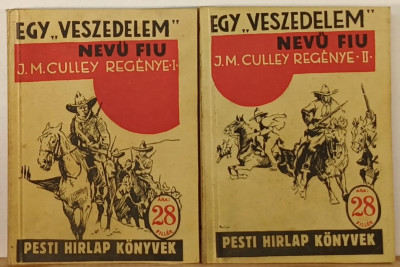 EGY „VESZEDELEM"
NEVŰ FIU
J.M.CULLEY REGÉNYE·I·
ÁRA:
28
FILLÉR
PESTI HIRLAP KÖNYVEK
EGY „VESZEDELEM"
NEVŰ FIU
J.M.CULLEY REGÉNYE·II·
ÁRA:
28
FILLÉR
PESTI HIRLAP KÖNYVEK